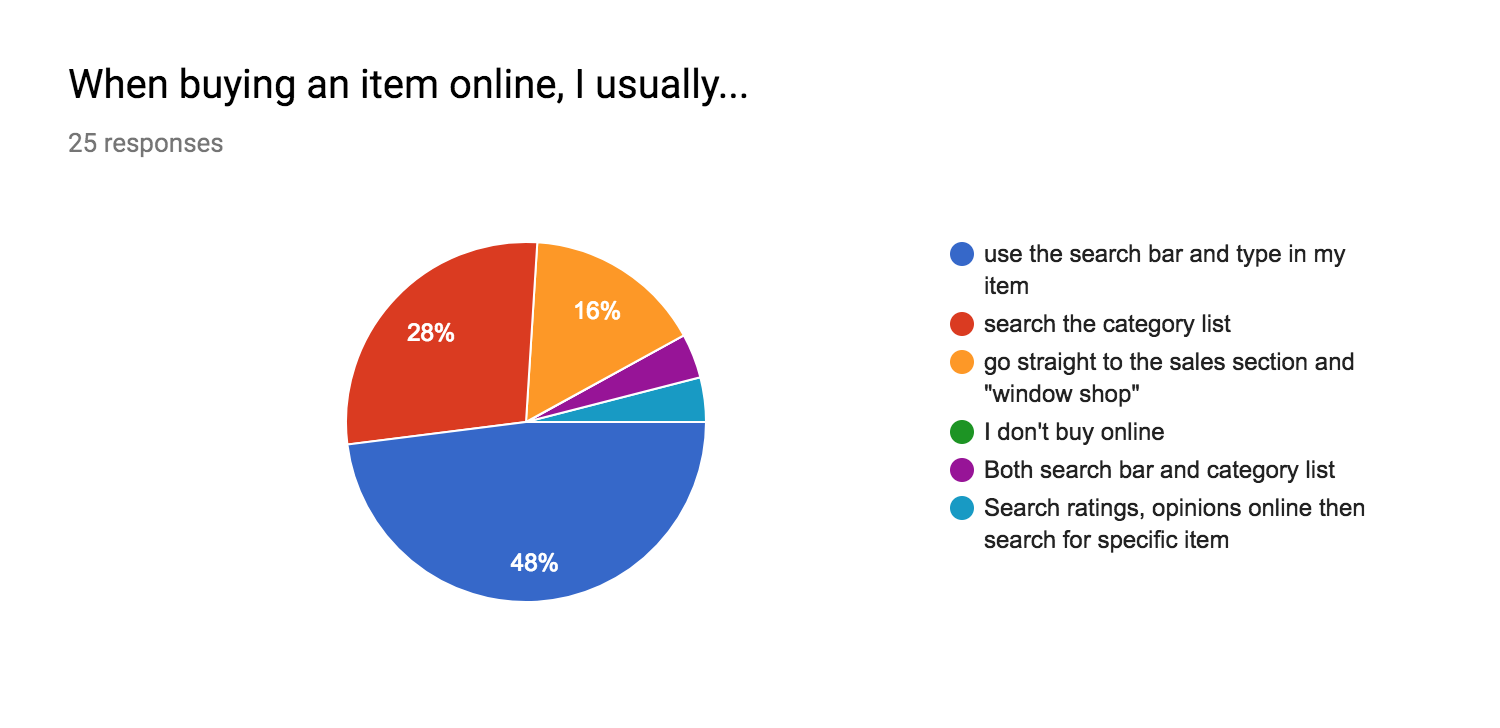 When buying an item online, I usually...
25 responses
28%
16%
48%
use the search bar and type in my
item
search the category list
go straight to the sales section and
"window shop"
I don't buy online
Both search bar and category list
Search ratings, opinions online then
search for specific item